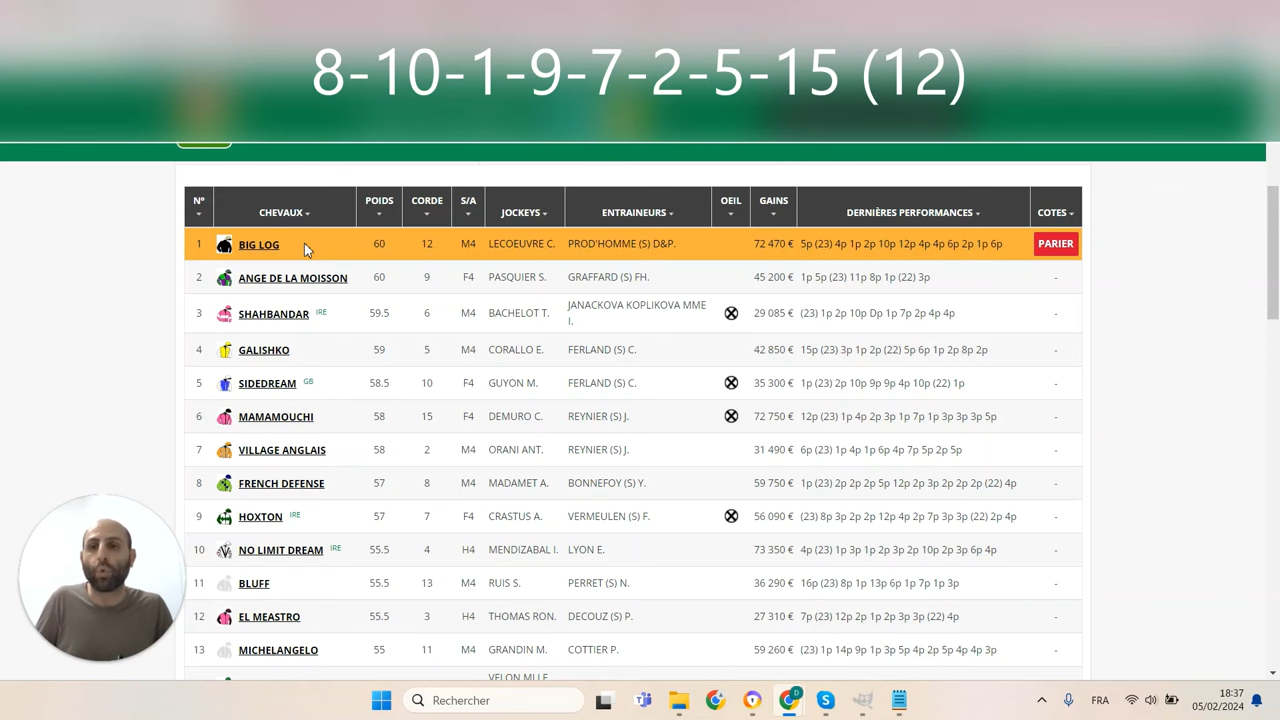 8-10-1-9-7-2-5-15 (12)
N° CHEVAUX POIDS CORDE S/A JOCKEYS ENTRAINEURS OEIL GAINS DERNIÈRES PERFORMANCES COTES
1 BIG LOG 60 12 M4 LECOEUVRE C. PROD'HOMME (S) D&P. 72 470 € 5p (23) 4p 1p 2p 10p 12p 4p 4p 6p 2p 1p 6p PARIER
2 ANGE DE LA MOISSON 60 9 F4 PASQUIER S. GRAFFARD (S) FH. 45 200 € 1p 5p (23) 11p 8p 1p (22) 3p -
3 SHAHBANDAR IRE 59.5 6 M4 BACHELOT T. JANACKOVA KOPLIKOVA MME I. 29 085 € (23) 1p 2p 10p Dp 1p 7p 2p 4p 4p -
4 GALISHKO 59 5 M4 CORALLO E. FERLAND (S) C. 42 850 € 15p (23) 3p 1p 2p (22) 5p 6p 1p 2p 8p 2p -
5 SIDEDREAM GB 58.5 10 F4 GUYON M. FERLAND (S) C. 35 300 € 1p (23) 2p 10p 9p 9p 4p 10p (22) 1p -
6 MAMAMOUCHI 58 15 F4 DEMURO C. REYNIER (S) J. 72 750 € 12p (23) 1p 4p 2p 3p 1p 7p 1p 3p 3p 3p 5p -
7 VILLAGE ANGLAIS 58 2 M4 ORANI ANT. REYNIER (S) J. 31 490 € 6p (23) 1p 4p 1p 6p 4p 7p 5p 2p 5p -
8 FRENCH DEFENSE 57 8 M4 MADAMET A. BONNEFOY (S) Y. 59 750 € 1p (23) 2p 2p 2p 5p 12p 2p 3p 2p 2p 2p (22) 4p -
9 HOXTON IRE 57 7 F4 CRASTUS A. VERMEULEN (S) F. 56 090 € (23) 8p 3p 2p 2p 12p 4p 2p 7p 3p 3p (22) 2p 4p -
10 NO LIMIT DREAM IRE 55.5 4 H4 MENDIZABAL I. LYON E. 73 350 € 4p (23) 1p 3p 1p 2p 3p 2p 10p 2p 3p 6p 4p -
11 BLUFF 55.5 13 M4 RUIS S. PERRET (S) N. 36 290 € 16p (23) 8p 1p 13p 6p 1p 7p 1p 3p -
12 EL MEASTRO 55.5 3 H4 THOMAS RON. DECOUZ (S) P. 27 310 € 7p (23) 12p 2p 1p 2p 3p 3p (22) 4p -
13 MICHELANGELO 55 11 M4 GRANDIN M. COTTIER P. 59 260 € (23) 1p 14p 9p 1p 3p 5p 4p 2p 5p 4p 4p 3p -
VELON MLLE
Rechercher FRA 18:37
05/02/2024